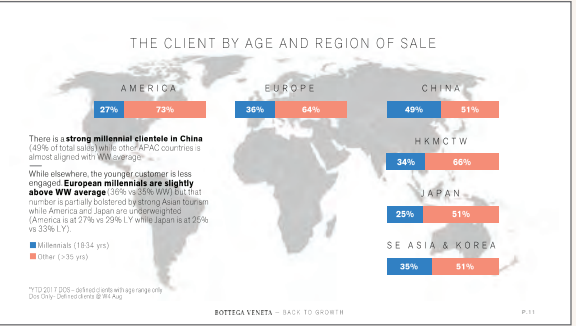 THE CLIENT BY AGE AND REGION OF SALE
AMERICA
27% 73%
EUROPE
36% 64%
CHINA
49% 51%
HKMCTW
34% 66%
JAPAN
25% 51%
SE ASIA & KOREA
35% 51%
There is a strong millennial clientele in China
(49% of total sales) while other APAC countries is
almost aligned with WW average.
While elsewhere, the younger customer is less
engaged. European millennials are slightly
above WW average (36% vs 35% WW) but that
number is partially bolstered by strong Asian tourism
while America and Japan are underweighted
(America is at 27% vs 29% LY while Japan is at 25%
vs 33% LY).
Millennials (18-34 yrs)
Other (>35 yrs)
*YTD 2017 DOS – defined clients with age range only
Dos Only - Defined clients @ W4 Aug
BOTTEGA VENETA – BACK TO GROWTH
P.11